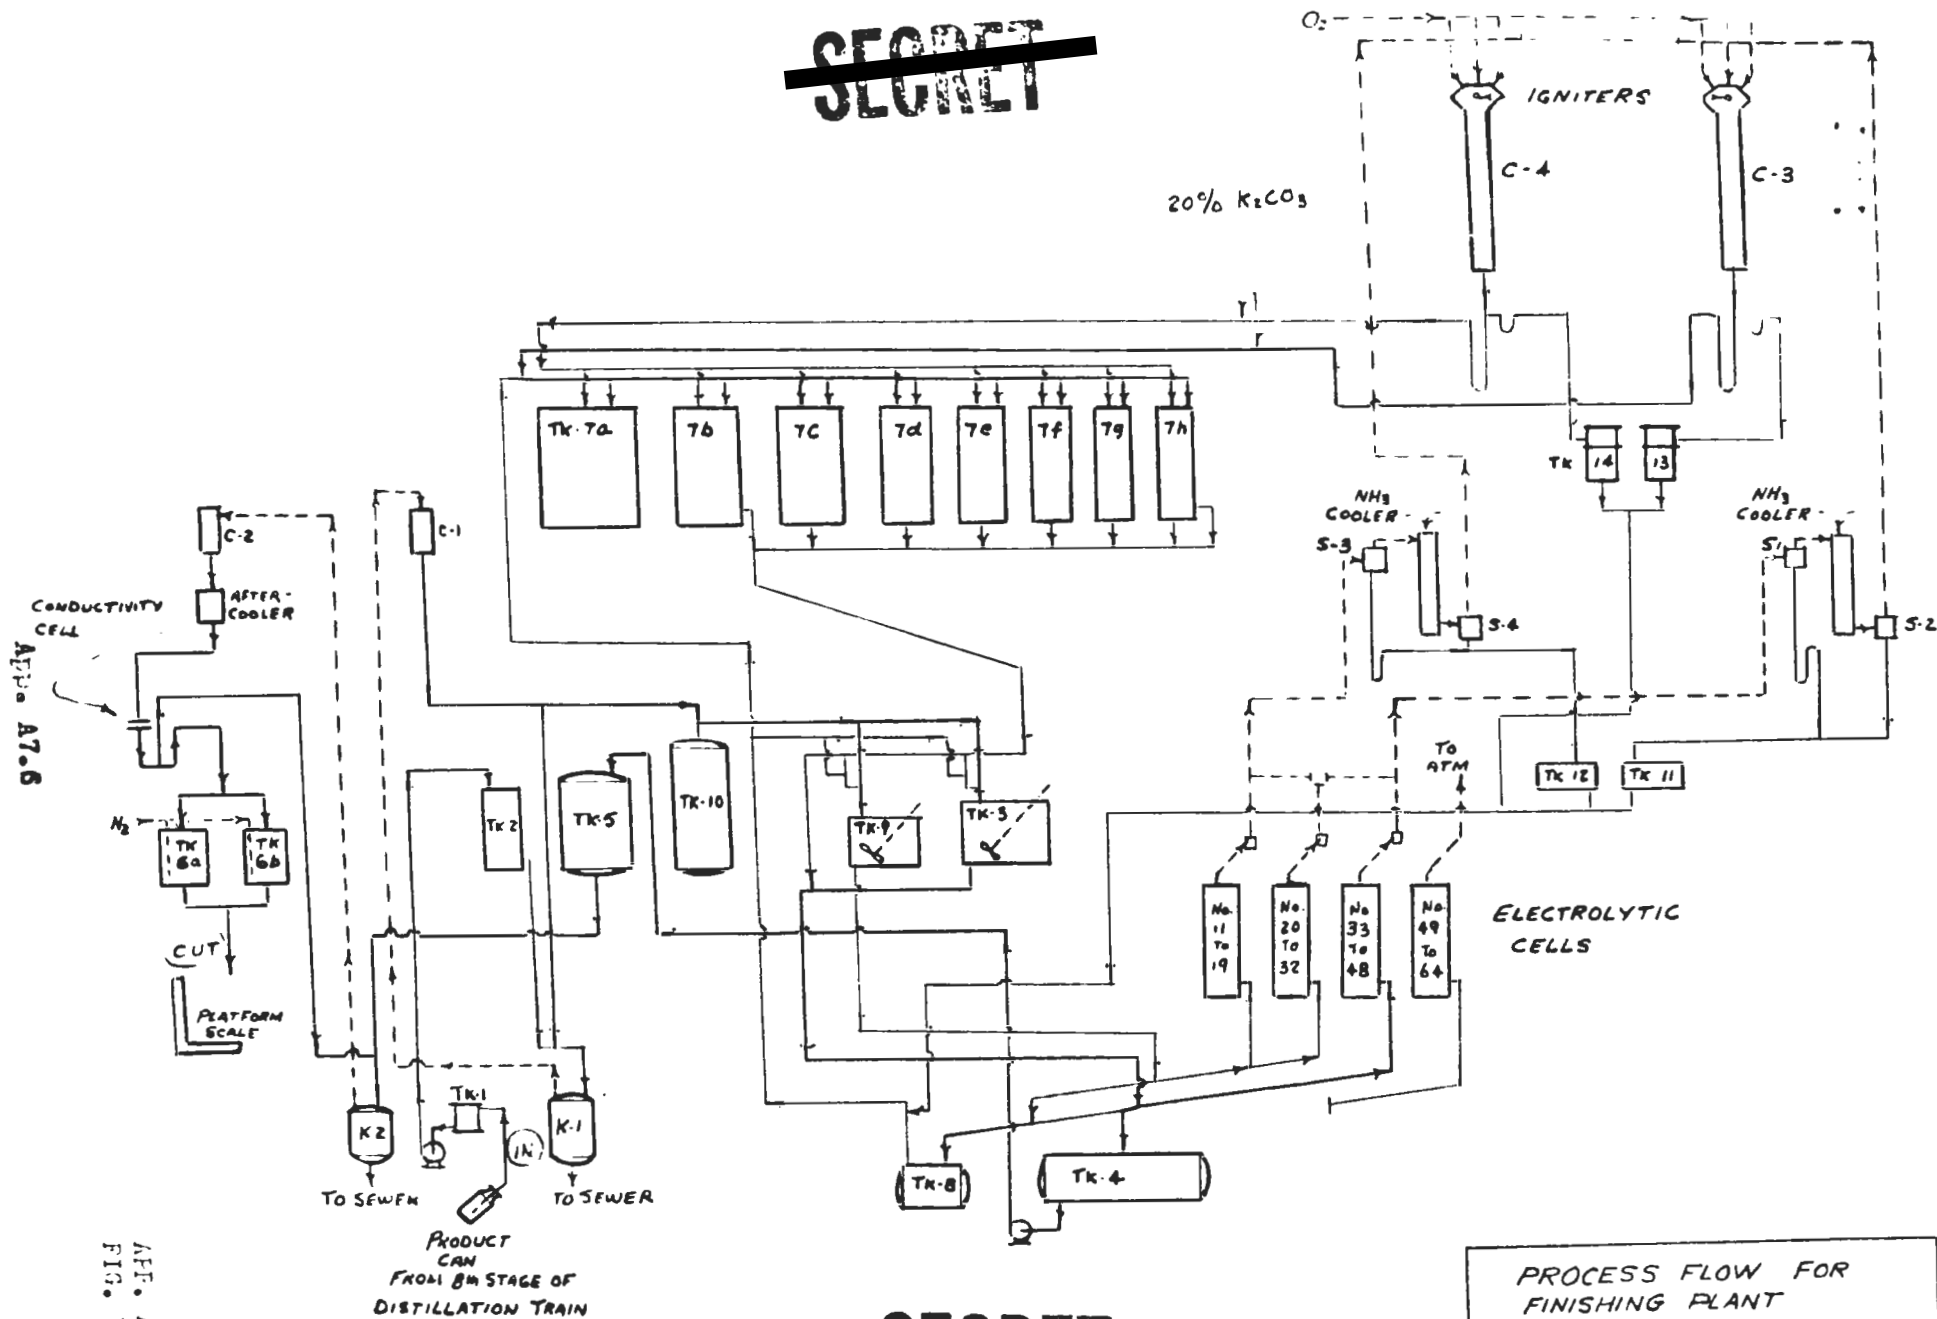 SECRET
O₂
IGNITERS
C-4
C-3
20% K₂CO₃
TK-7a
7b
7c
7d
7e
7f
7g
7h
TK
14
13
NH₃
COOLER
NH₃
COOLER
S-3
S-4
S-2
C-2
C-1
AFTER-
COOLER
CONDUCTIVITY
CELL
App. A7.6
N₂
TK
6a
TK
6b
TK-2
TK-5
TK-10
TK-9
TO
ATM
TK 12
TK 11
No.
11
To
19
No.
20
To
32
No
33
To
48
No
49
To
64
ELECTROLYTIC
CELLS
CUT
PLATFORM
SCALE
K-2
TK-1
IN
K-1
TO SEWER
TO SEWER
TK-8
TK-4
PRODUCT
CAN
FROM 8th STAGE OF
DISTILLATION TRAIN
APP.
FIG.
PROCESS FLOW FOR
FINISHING PLANT
SECRET